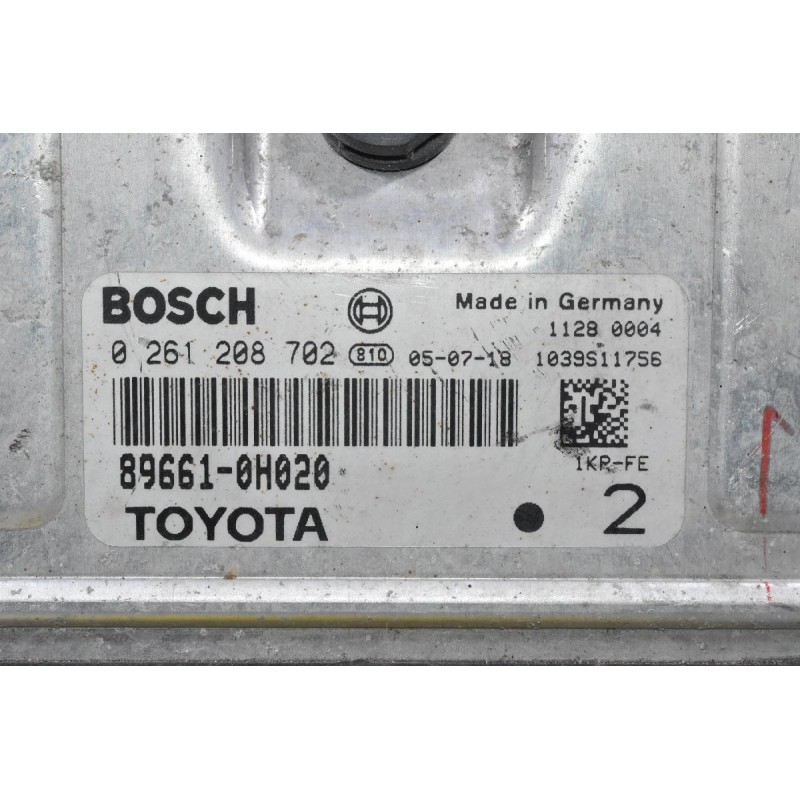 BOSCH Made in Germany
1128 0004
0 261 208 702 810 05-07-18 1039S11756
89661-0H020 1KR-FE
TOYOTA 2